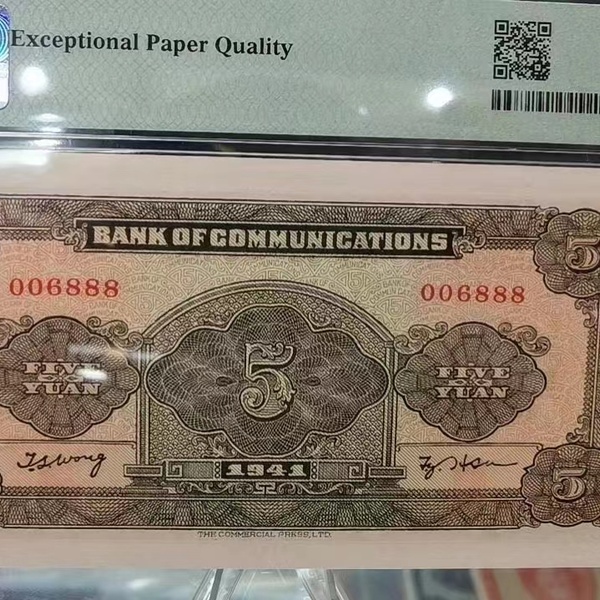 Exceptional Paper Quality
BANK OF COMMUNICATIONS
5
006888 006888
FIVE YUAN
5
FIVE YUAN
T.S.Wong
1941
5
THE COMMERCIAL PRESS, LTD.